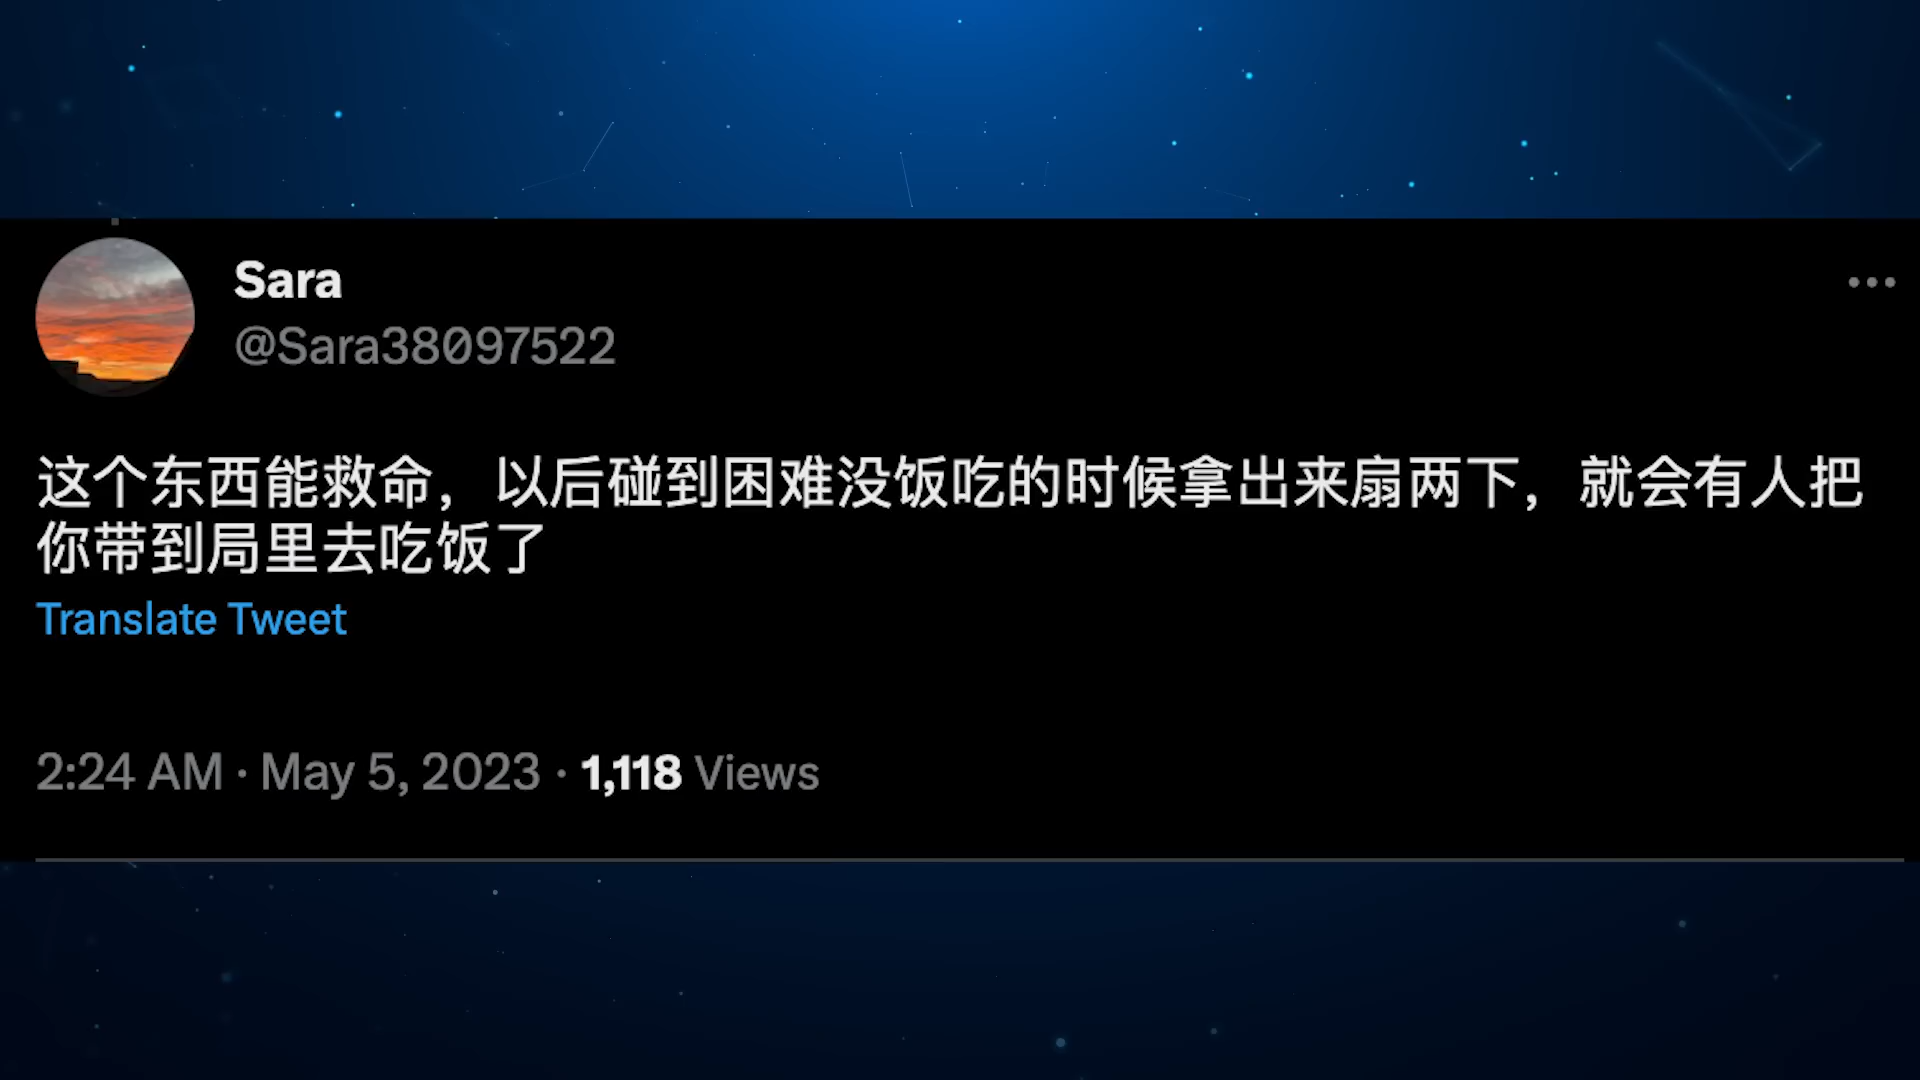 Sara
@Sara38097522
这个东西能救命，以后碰到困难没饭吃的时候拿出来扇两下，就会有人把
你带到局里去吃饭了
Translate Tweet
2:24 AM · May 5, 2023 · 1,118 Views